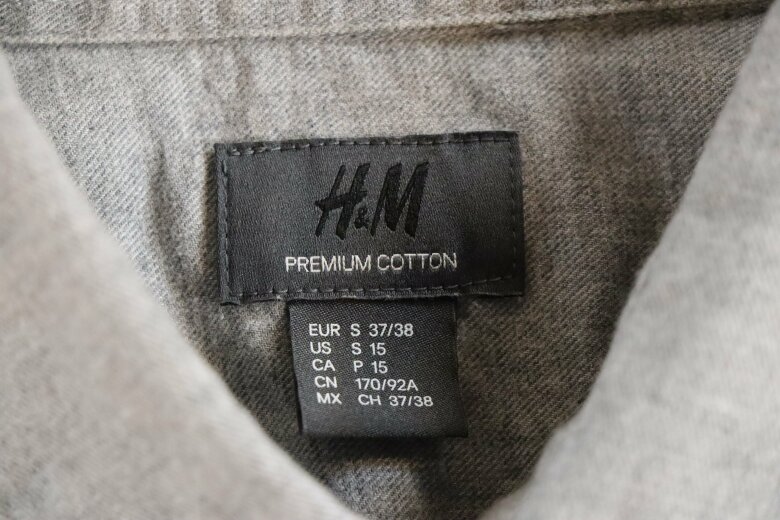 H&M
PREMIUM COTTON
EUR S 37/38
US S 15
CA P 15
CN 170/92A
MX CH 37/38